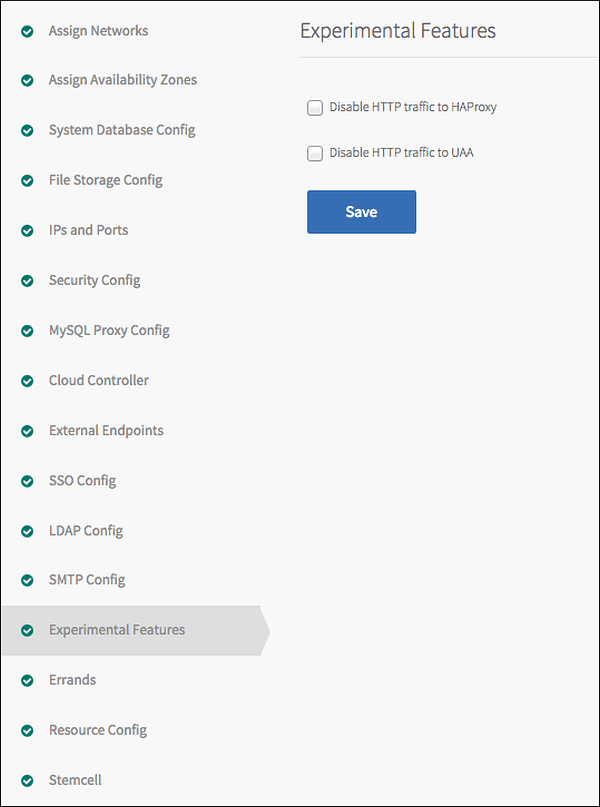 Assign Networks
Assign Availability Zones
System Database Config
File Storage Config
IPs and Ports
Security Config
MySQL Proxy Config
Cloud Controller
External Endpoints
SSO Config
LDAP Config
SMTP Config
Experimental Features
Errands
Resource Config
Stemcell
Experimental Features
Disable HTTP traffic to HAProxy
Disable HTTP traffic to UAA
Save